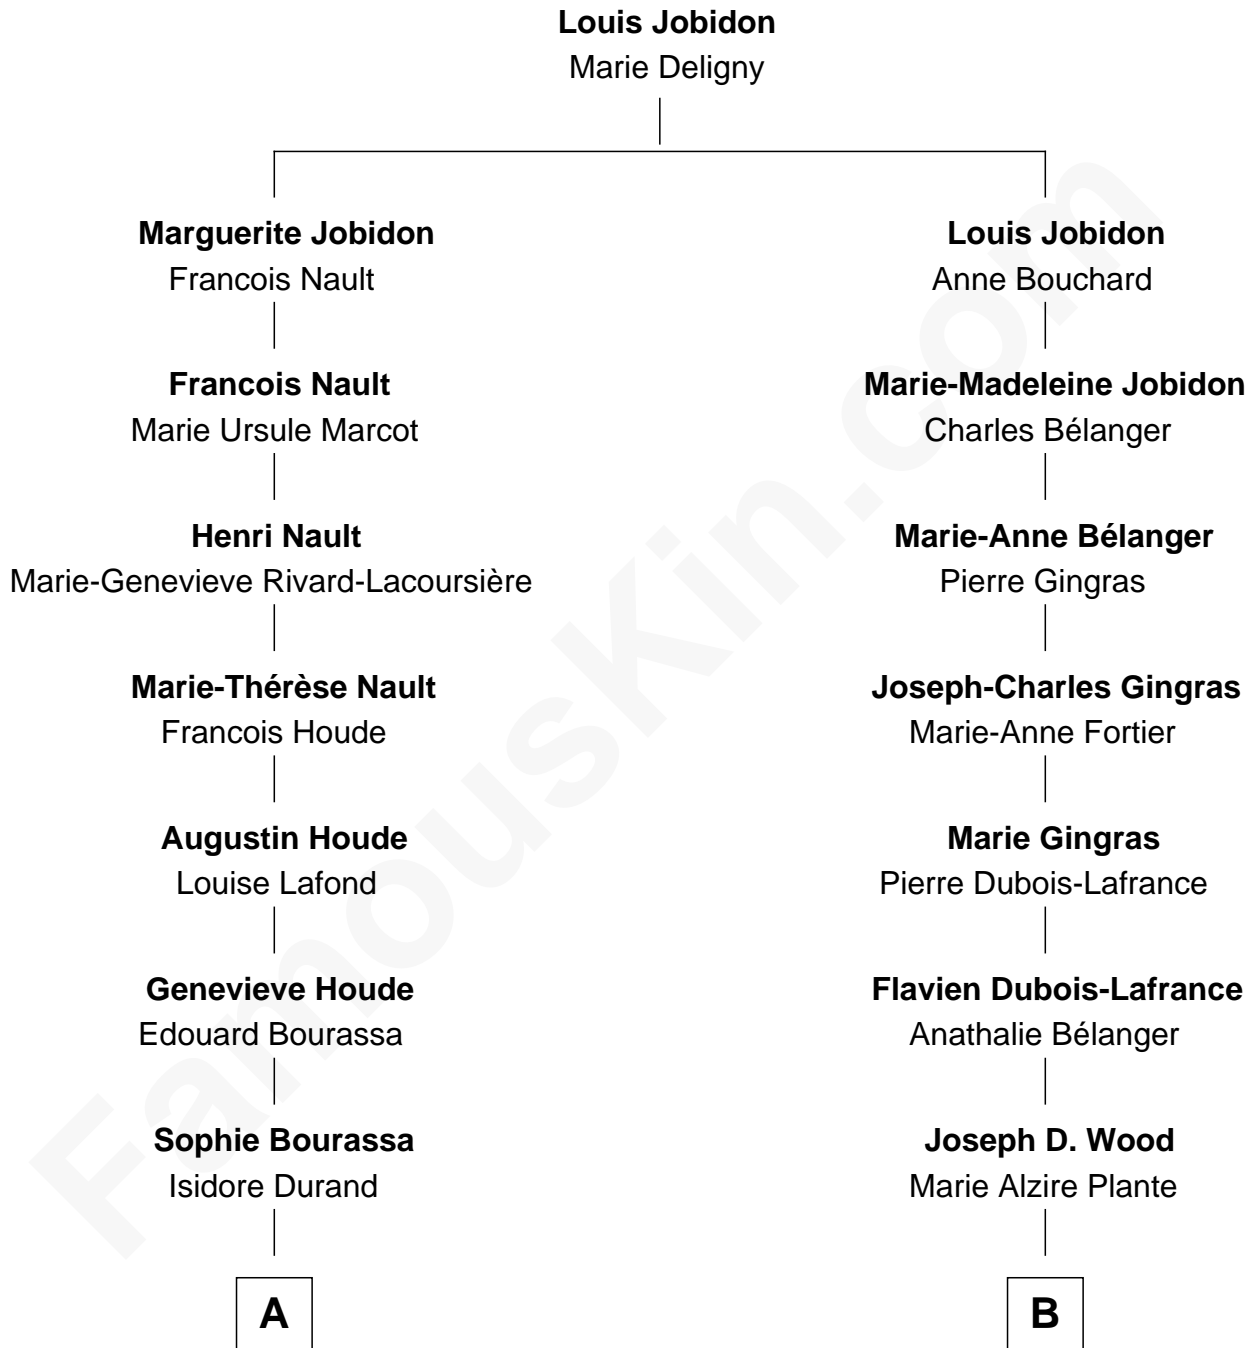 Louis Jobidon
Marie Deligny
Marguerite Jobidon
Francois Nault
Louis Jobidon
Anne Bouchard
Francois Nault
Marie Ursule Marcot
Marie-Madeleine Jobidon
Charles Bélanger
Henri Nault
Marie-Genevieve Rivard-Lacoursière
Marie-Anne Bélanger
Pierre Gingras
Marie-Thérèse Nault
Francois Houde
Joseph-Charles Gingras
Marie-Anne Fortier
Augustin Houde
Louise Lafond
Marie Gingras
Pierre Dubois-Lafrance
Genevieve Houde
Edouard Bourassa
Flavien Dubois-Lafrance
Anathalie Bélanger
Sophie Bourassa
Isidore Durand
Joseph D. Wood
Marie Alzire Plante
A
B
FamousKin.com